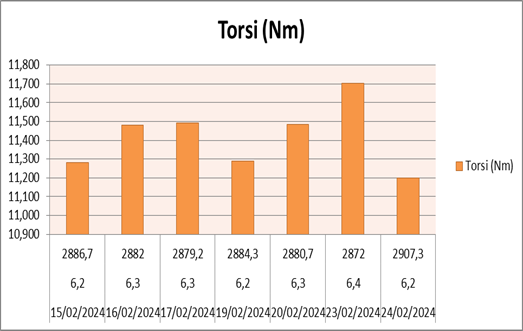 Torsi (Nm)
11,800
11,700
11,600
11,500
11,400
11,300
11,200
11,100
11,000
10,900
2886,7 2882 2879,2 2884,3 2880,7 2872 2907,3
6,2 6,3 6,3 6,2 6,3 6,4 6,2
15/02/2024 16/02/2024 17/02/2024 19/02/2024 20/02/2024 23/02/2024 24/02/2024
Torsi (Nm)